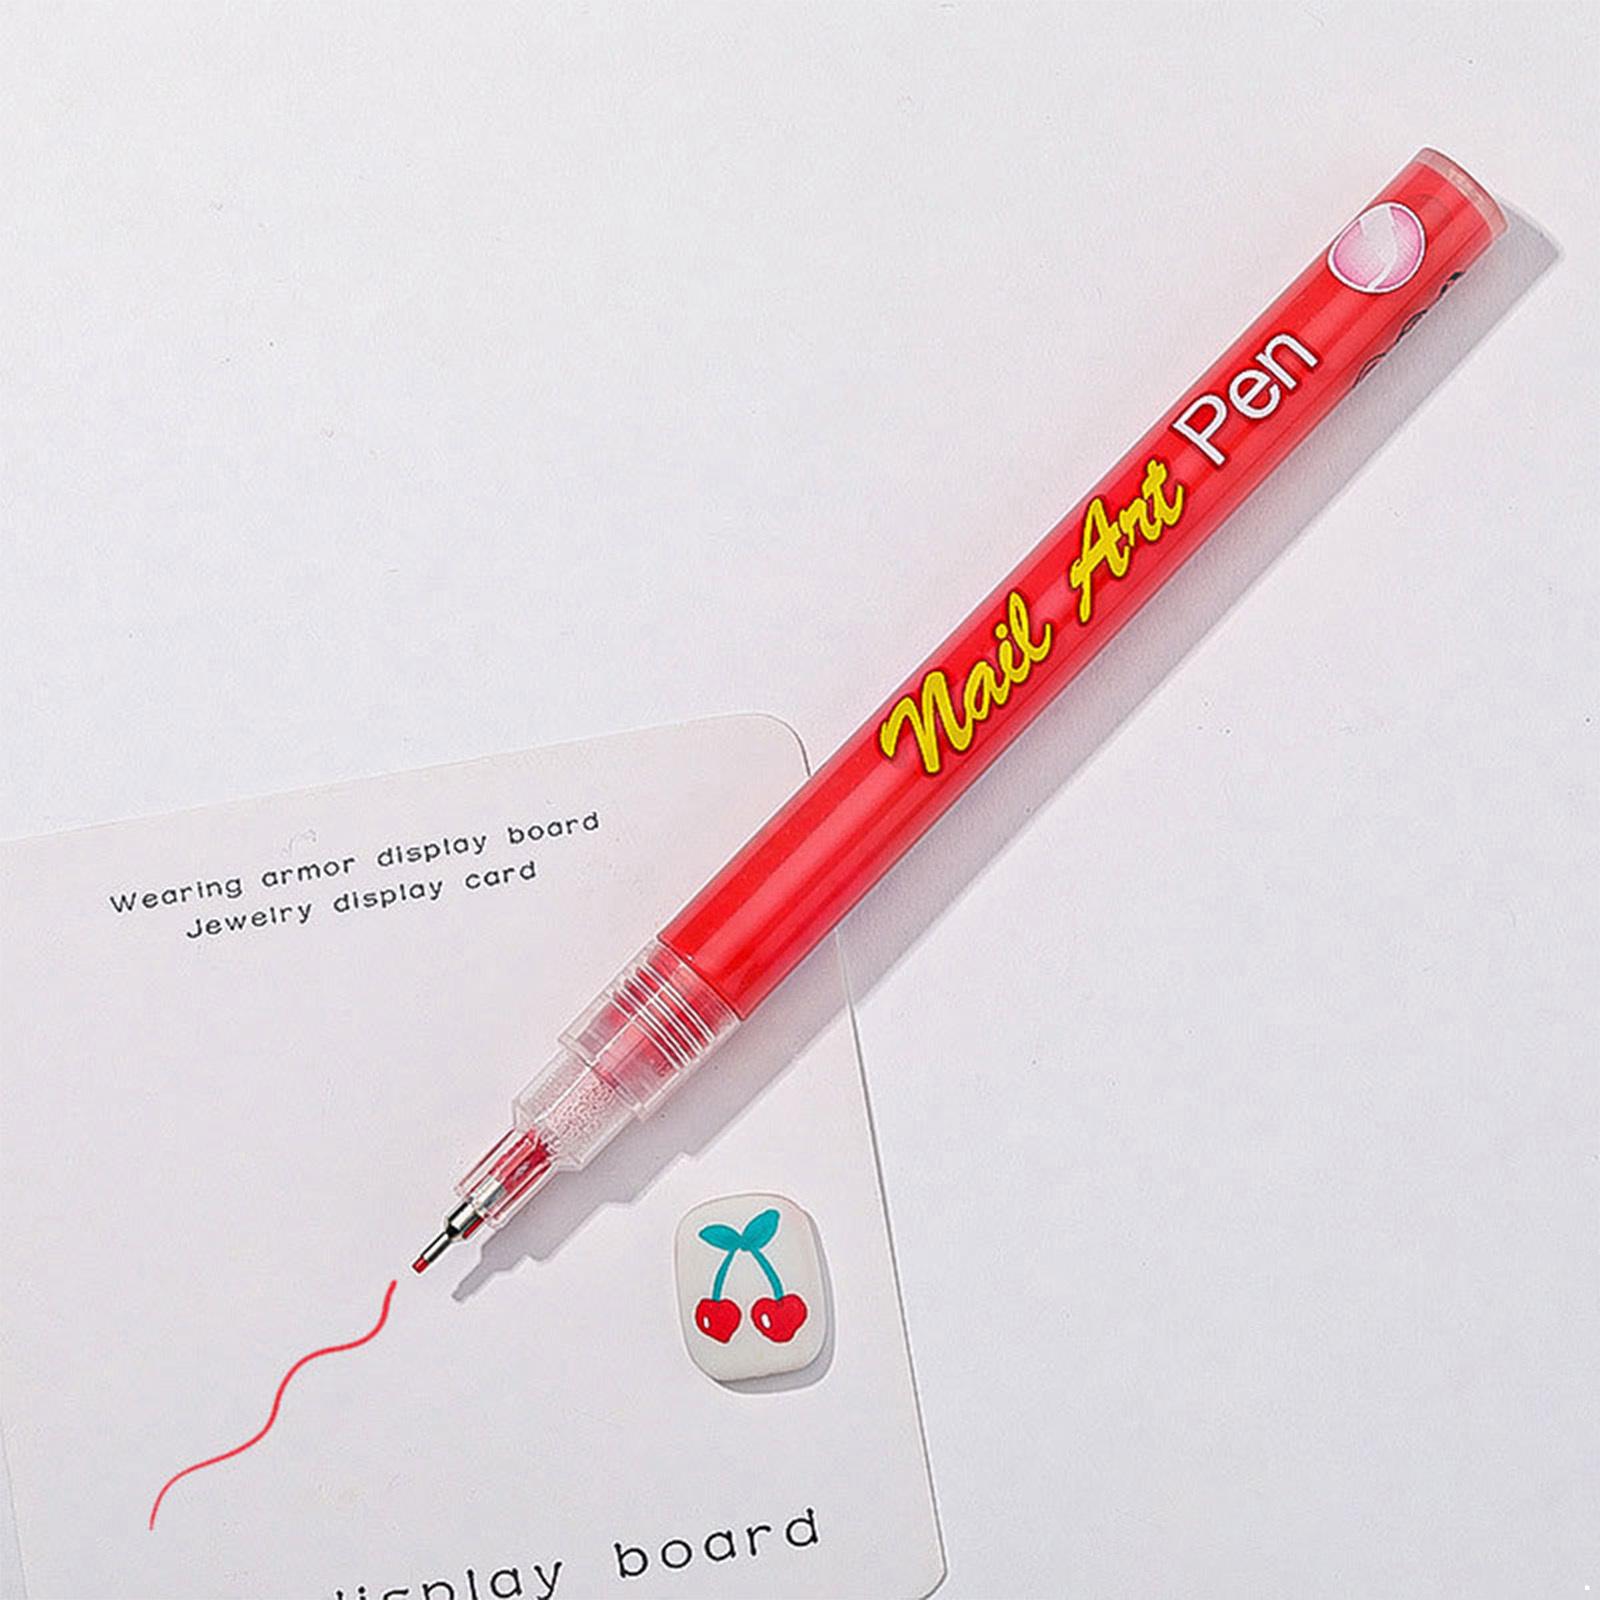 Nail Art Pen
Wearing armor display board
Jewelry display card
display board